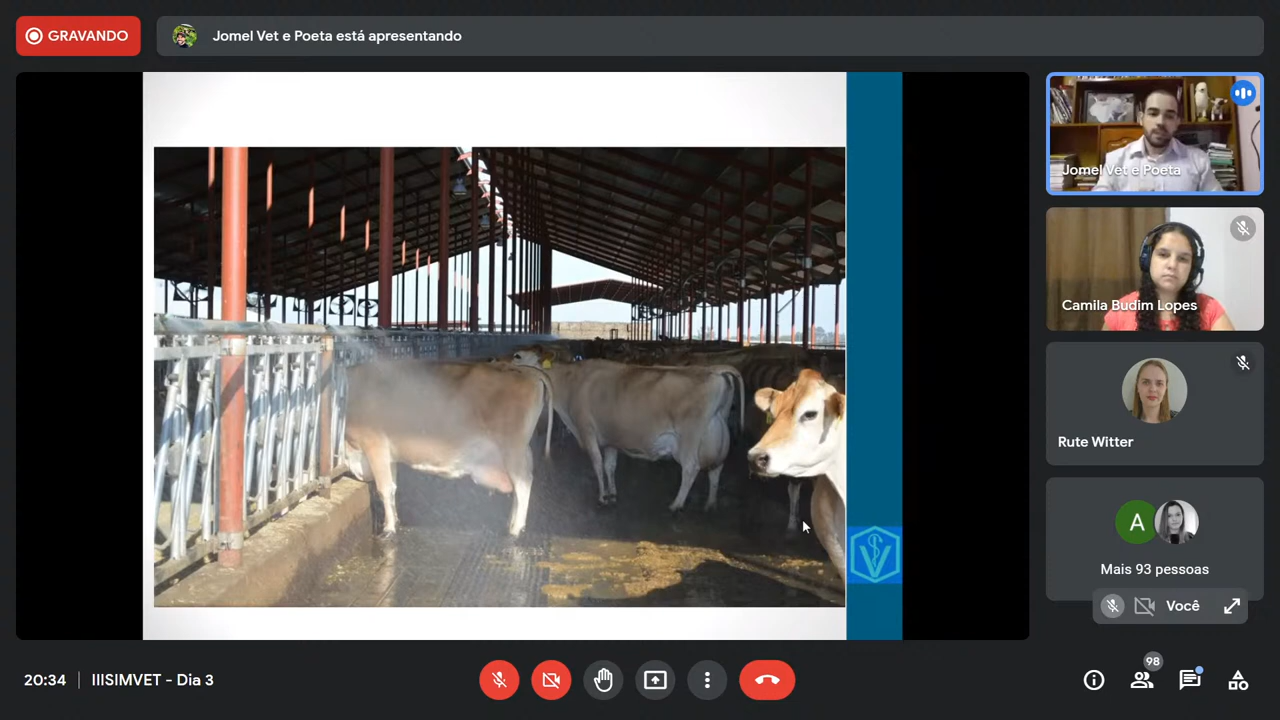 GRAVANDO
Jomel Vet e Poeta está apresentando
Jomel Vet e Poeta
Camila Budim Lopes
Rute Witter
A
Mais 93 pessoas
Você
20:34
IIISIMVET - Dia 3
98